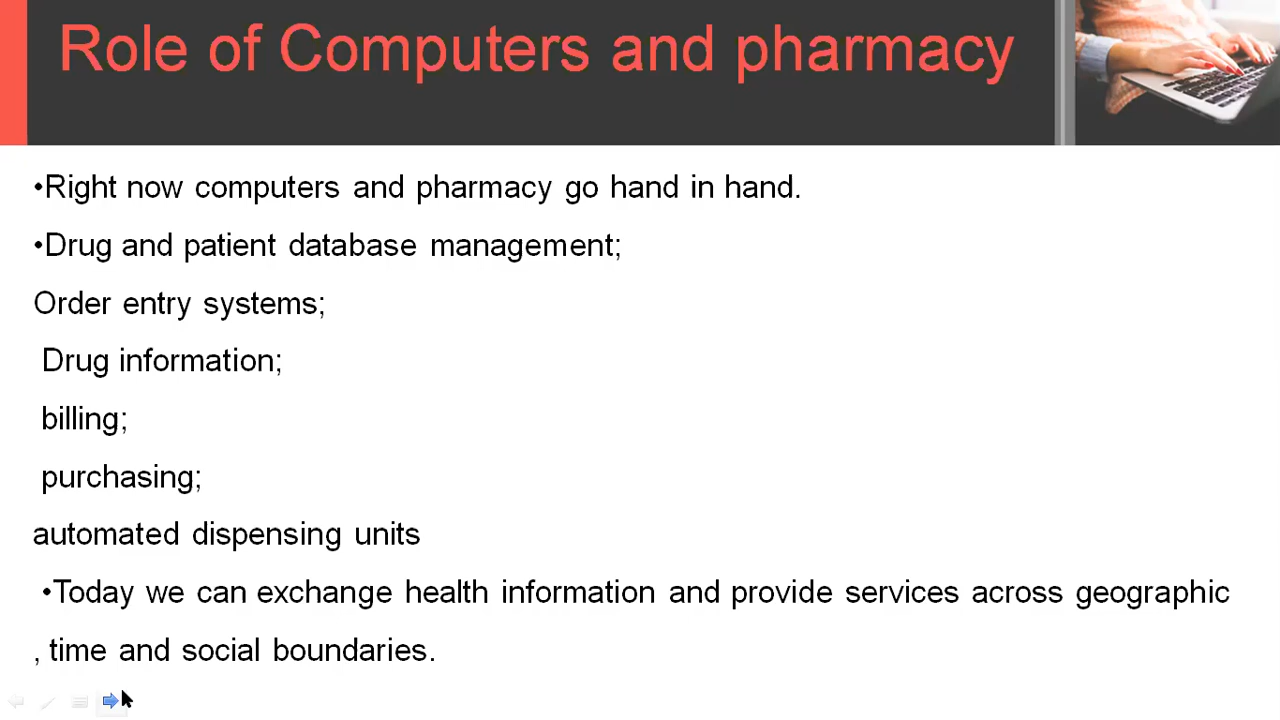 Role of Computers and pharmacy
•Right now computers and pharmacy go hand in hand.
•Drug and patient database management;
Order entry systems;
Drug information;
billing;
purchasing;
automated dispensing units
•Today we can exchange health information and provide services across geographic
, time and social boundaries.